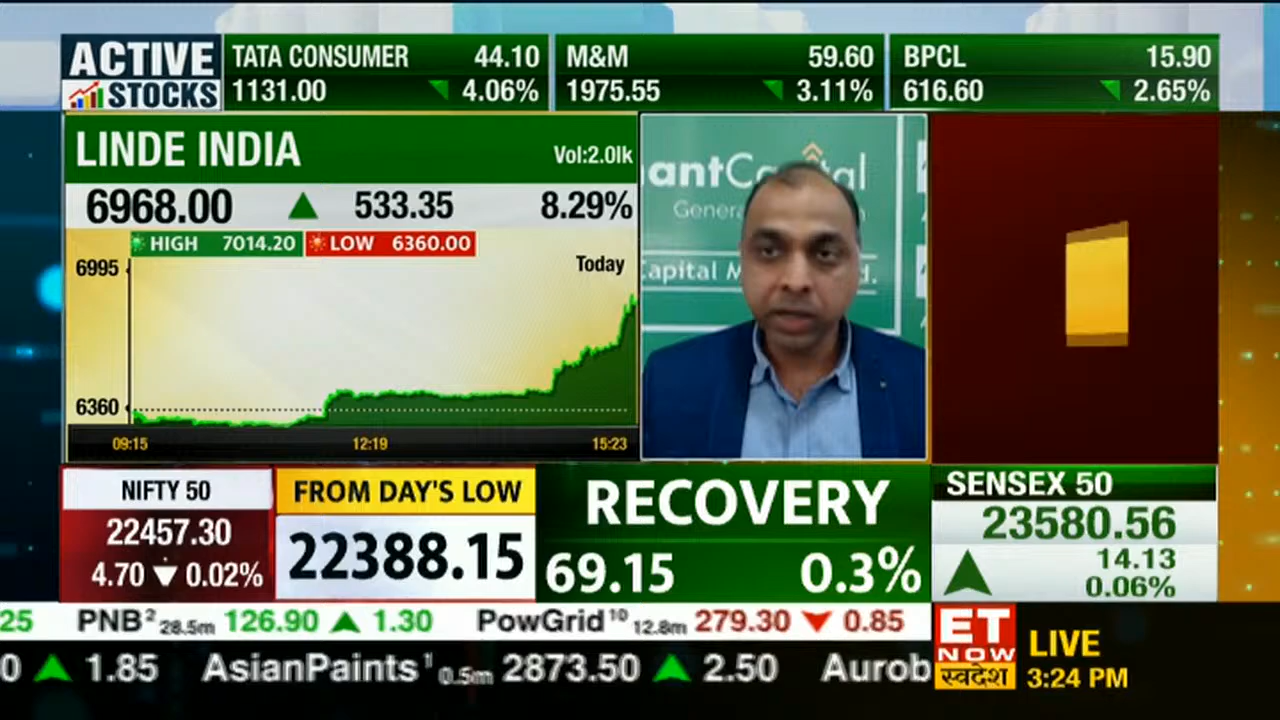 ACTIVE STOCKS
TATA CONSUMER 44.10
1131.00 4.06%
M&M 59.60
1975.55 3.11%
BPCL 15.90
616.60 2.65%
LINDE INDIA Vol:2.0lk
6968.00 533.35 8.29%
HIGH 7014.20 LOW 6360.00
6995
Today
6360
09:15 12:19 15:23
Capital
NIFTY 50
22457.30
4.70 0.02%
FROM DAY'S LOW
22388.15
RECOVERY
69.15 0.3%
SENSEX 50
23580.56
14.13
0.06%
25 PNB 2 28.5m 126.90 1.30 PowGrid 10 12.8m 279.30 0.85
0 1.85 AsianPaints 1 0.5m 2873.50 2.50 Aurob
ET
NOW
स्वदेश
LIVE
3:24 PM